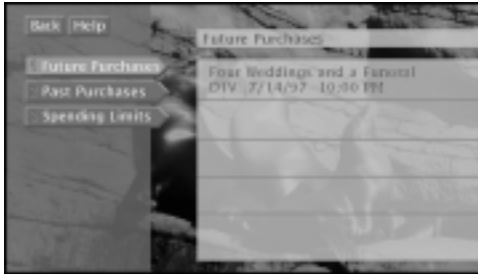 Back Help
Future Purchases
Future Purchases
Past Purchases
Spending Limits
Four Weddings and a Funeral
DTV 7/14/97 10:00 PM